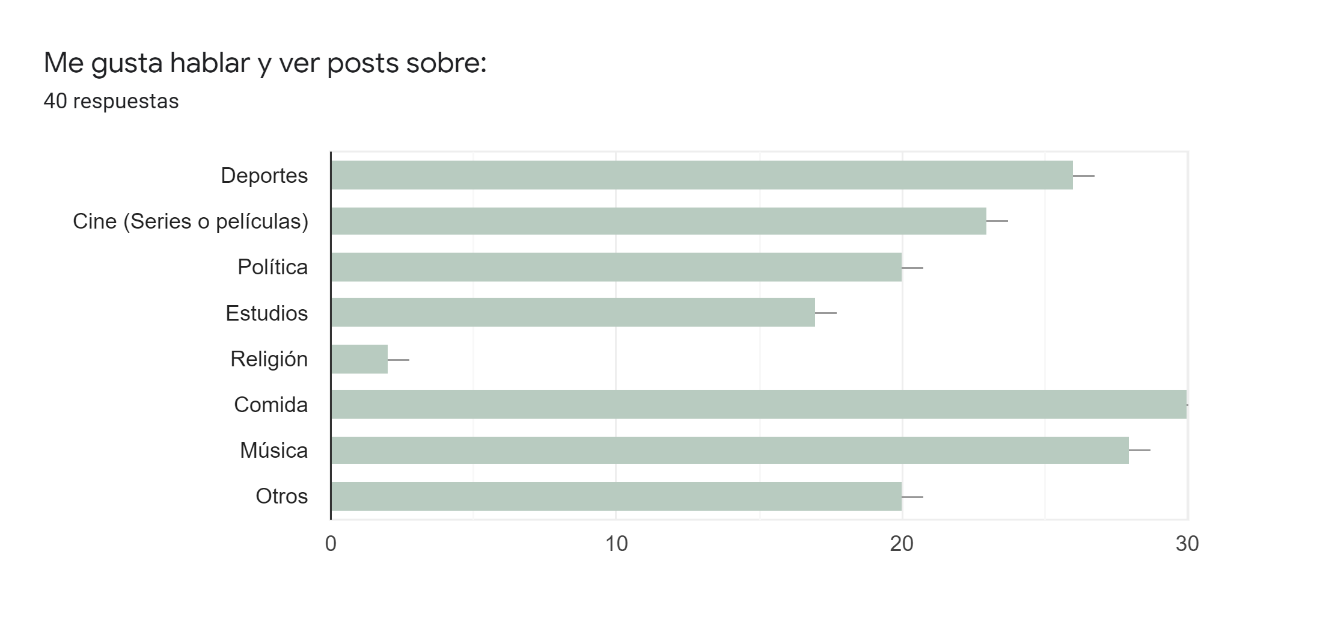 Me gusta hablar y ver posts sobre:
40 respuestas
Deportes
Cine (Series o películas)
Política
Estudios
Religión
Comida
Música
Otros
0 10 20 30